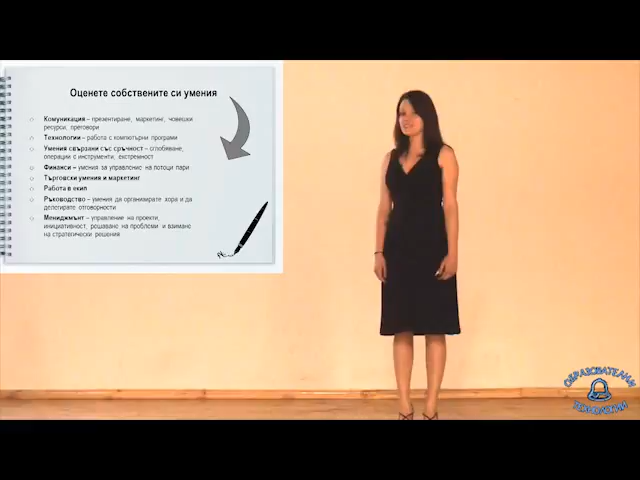 Оценете собствените си умения
Комуникация – презентиране, маркетинг, човешки
ресурси, преговори
Технологии – работа с компютърни програми
Умения свързани със сръчност – сглобяване,
операции с инструменти, екстремност
Финанси – умения за управление на потоци пари
Търговски умения и маркетинг
Работа в екип
Ръководство – умения да организирате хора и да
делегирате отговорности
Мениджмънт – управление на проекти,
инициативност, решаване на проблеми и взимане
на стратегически решения
ОБРАЗОВАТЕЛНИ
ТЕХНОЛОГИИ